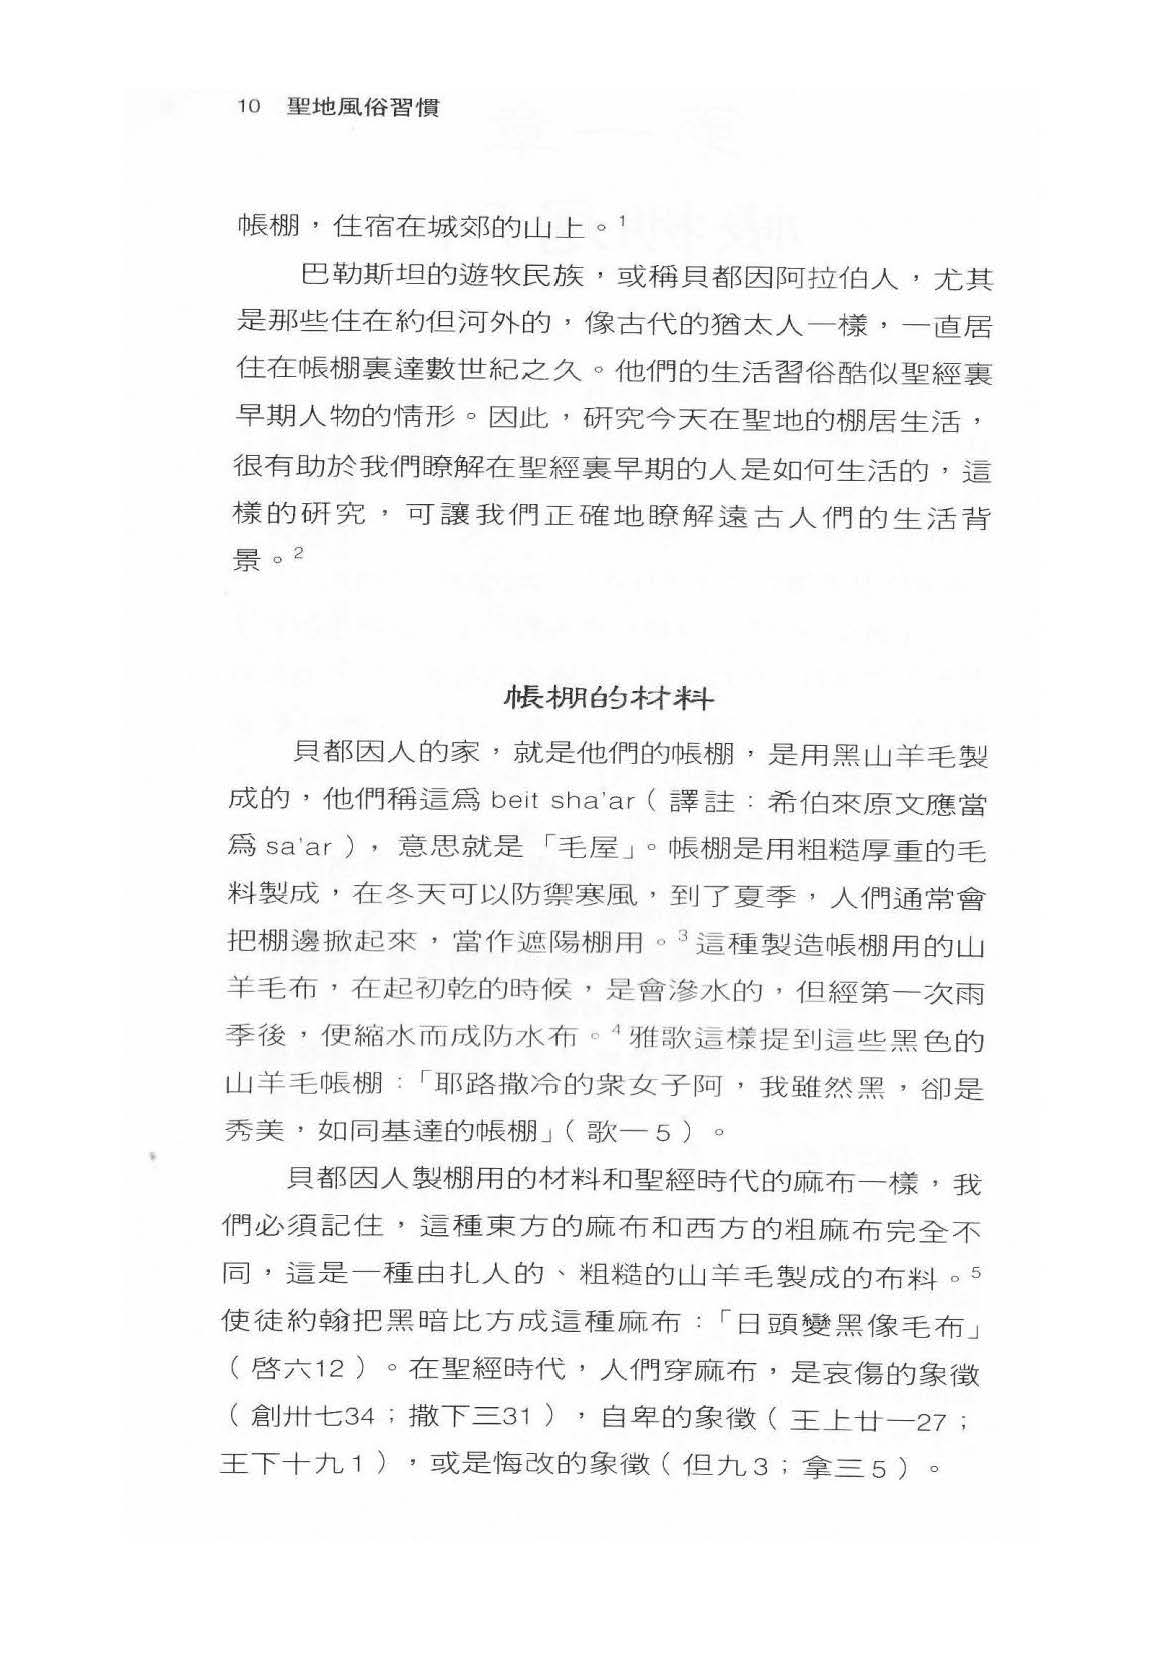 10 聖地風俗習慣
帳棚，住宿在城郊的山上。1
巴勒斯坦的遊牧民族，或稱貝都因阿拉伯人，尤其
是那些住在約但河外的，像古代的猶太人一樣，一直居
住在帳棚裏達數世紀之久。他們的生活習俗酷似聖經裏
早期人物的情形。因此，研究今天在聖地的棚居生活，
很有助於我們瞭解在聖經裏早期的人是如何生活的，這
樣的研究，可讓我們正確地瞭解遠古人們的生活背
景。2
帳棚的材料
貝都因人的家，就是他們的帳棚，是用黑山羊毛製
成的，他們稱這爲 beit sha'ar（譯註：希伯來原文應當
爲 sa'ar），意思就是「毛屋」。帳棚是用粗糙厚重的毛
料製成，在冬天可以防禦寒風，到了夏季，人們通常會
把棚邊掀起來，當作遮陽棚用。3 這種製造帳棚用的山
羊毛布，在起初乾的時候，是會滲水的，但經第一次雨
季後，便縮水而成防水布。4 雅歌這樣提到這些黑色的
山羊毛帳棚：「耶路撒冷的衆女子阿，我雖然黑，卻是
秀美，如同基達的帳棚」（歌一5）。
貝都因人製棚用的材料和聖經時代的麻布一樣，我
們必須記住，這種東方的麻布和西方的粗麻布完全不
同，這是一種由扎人的、粗糙的山羊毛製成的布料。5
使徒約翰把黑暗比方成這種麻布：「日頭變黑像毛布」
（啓六12）。在聖經時代，人們穿麻布，是哀傷的象徵
（創卅七34；撒下三31），自卑的象徵（王上廿一27；
王下十九1），或是悔改的象徵（但九3；拿三5）。